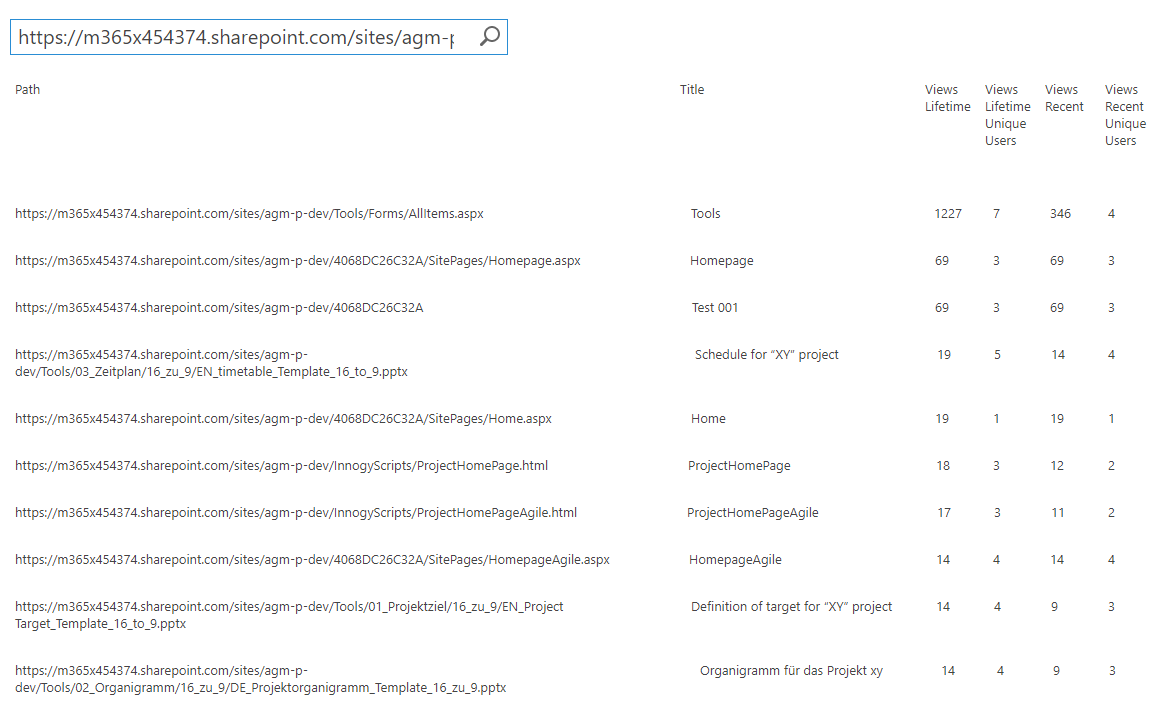 https://m365x454374.sharepoint.com/sites/agm-p
Path Title Views Lifetime Views Lifetime Unique Users Views Recent Views Recent Unique Users
https://m365x454374.sharepoint.com/sites/agm-p-dev/Tools/Forms/AllItems.aspx Tools 1227 7 346 4
https://m365x454374.sharepoint.com/sites/agm-p-dev/4068DC26C32A/SitePages/Homepage.aspx Homepage 69 3 69 3
https://m365x454374.sharepoint.com/sites/agm-p-dev/4068DC26C32A Test 001 69 3 69 3
https://m365x454374.sharepoint.com/sites/agm-p- Schedule for “XY” project 19 5 14 4
dev/Tools/03_Zeitplan/16_zu_9/EN_timetable_Template_16_to_9.pptx
https://m365x454374.sharepoint.com/sites/agm-p-dev/4068DC26C32A/SitePages/Home.aspx Home 19 1 19 1
https://m365x454374.sharepoint.com/sites/agm-p-dev/InnogyScripts/ProjectHomePage.html ProjectHomePage 18 3 12 2
https://m365x454374.sharepoint.com/sites/agm-p-dev/InnogyScripts/ProjectHomePageAgile.html ProjectHomePageAgile 17 3 11 2
https://m365x454374.sharepoint.com/sites/agm-p-dev/4068DC26C32A/SitePages/HomepageAgile.aspx HomepageAgile 14 4 14 4
https://m365x454374.sharepoint.com/sites/agm-p-dev/Tools/01_Projektziel/16_zu_9/EN_Project Definition of target for “XY” project 14 4 9 3
Target_Template_16_to_9.pptx
https://m365x454374.sharepoint.com/sites/agm-p- Organigramm für das Projekt xy 14 4 9 3
dev/Tools/02_Organigramm/16_zu_9/DE_Projektorganigramm_Template_16_zu_9.pptx